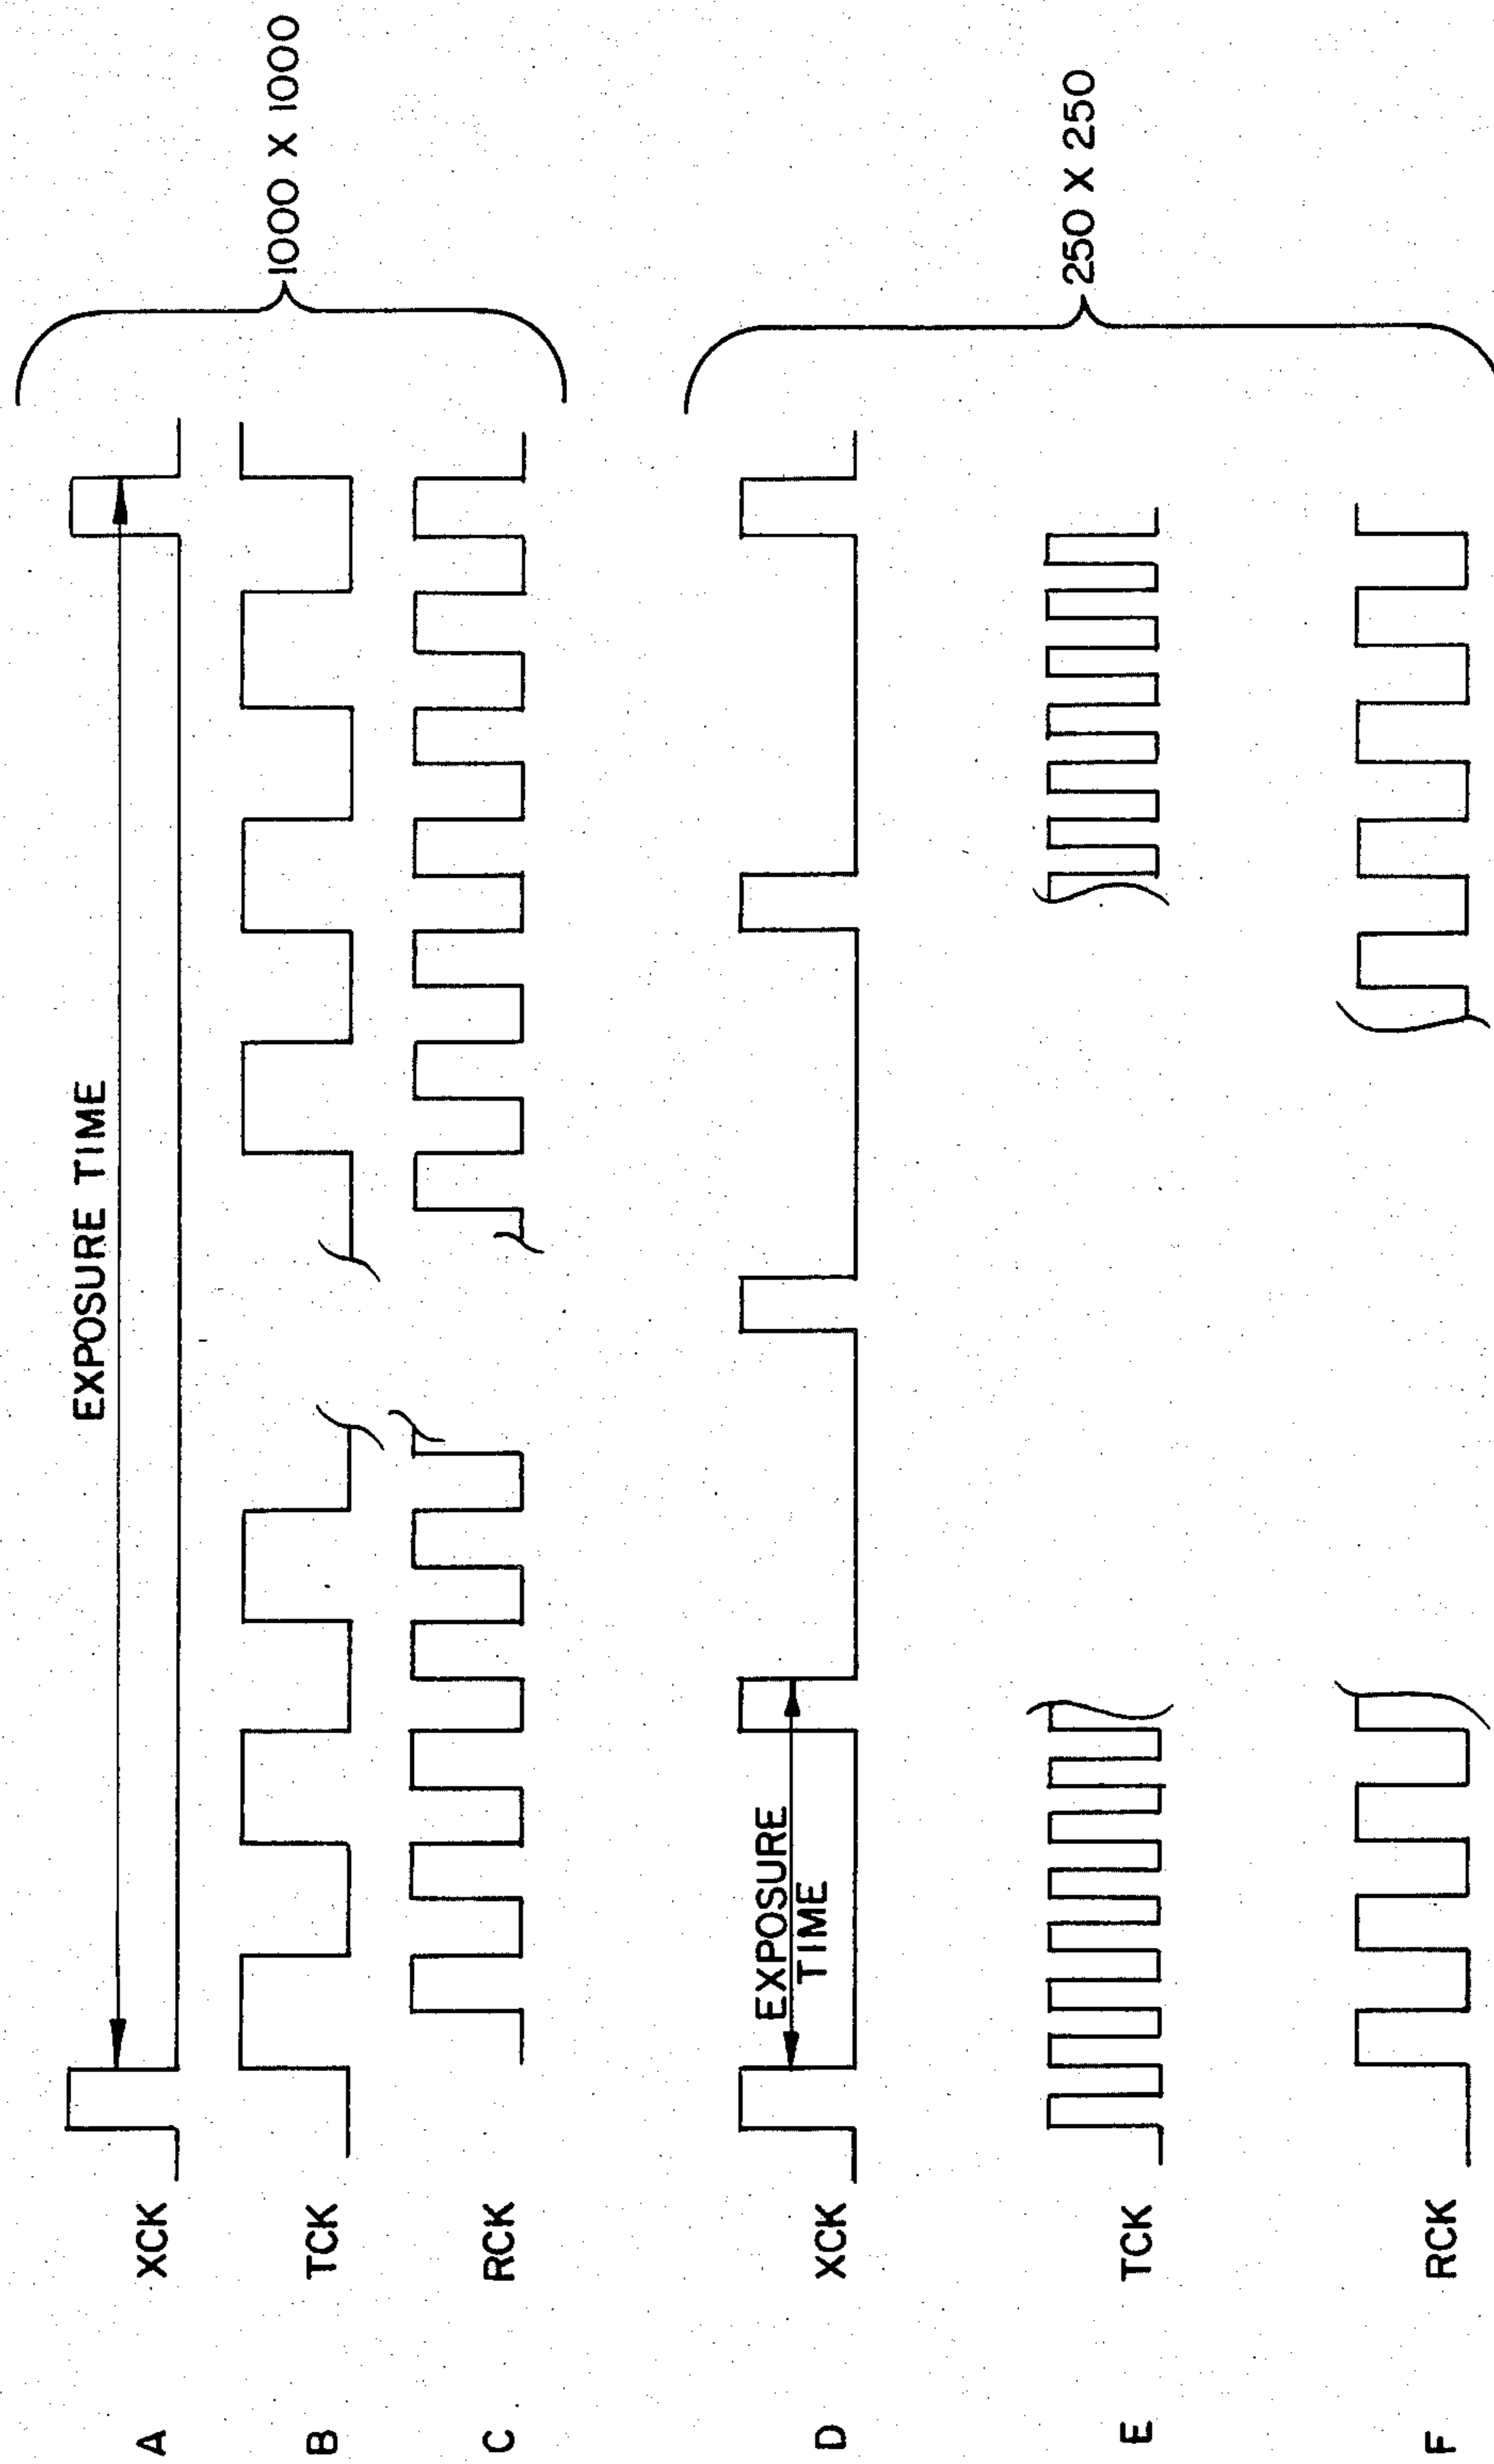 A XCK
EXPOSURE TIME
B TCK
C RCK
1000 X 1000
D XCK
EXPOSURE
TIME
E TCK
F RCK
250 X 250